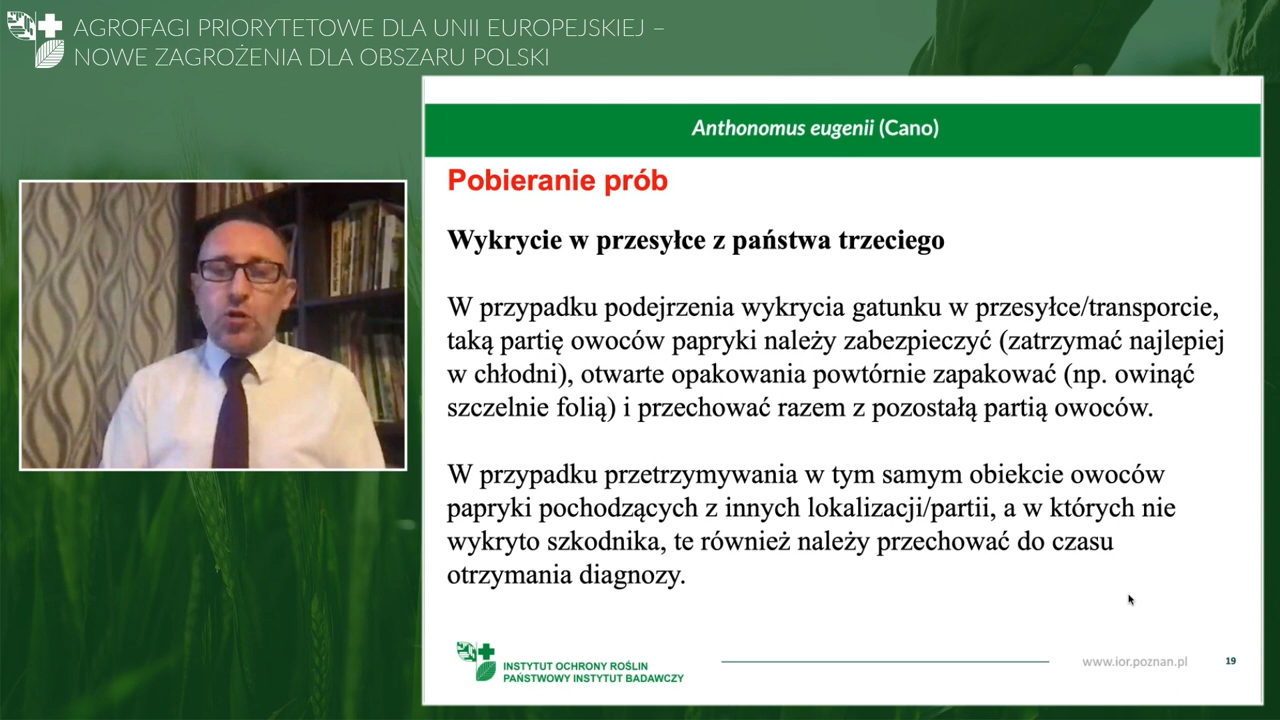 AGROFAGI PRIORYTETOWE DLA UNII EUROPEJSKIEJ –
NOWE ZAGROŻENIA DLA OBSZARU POLSKI
Anthonomus eugenii (Cano)
Pobieranie prób
Wykrycie w przesyłce z państwa trzeciego
W przypadku podejrzenia wykrycia gatunku w przesyłce/transporcie,
taką partię owoców papryki należy zabezpieczyć (zatrzymać najlepiej
w chłodni), otwarte opakowania powtórnie zapakować (np. owinąć
szczelnie folią) i przechować razem z pozostałą partią owoców.
W przypadku przetrzymywania w tym samym obiekcie owoców
papryki pochodzących z innych lokalizacji/partii, a w których nie
wykryto szkodnika, te również należy przechować do czasu
otrzymania diagnozy.
INSTYTUT OCHRONY ROŚLIN
PAŃSTWOWY INSTYTUT BADAWCZY
www.ior.poznan.pl
19